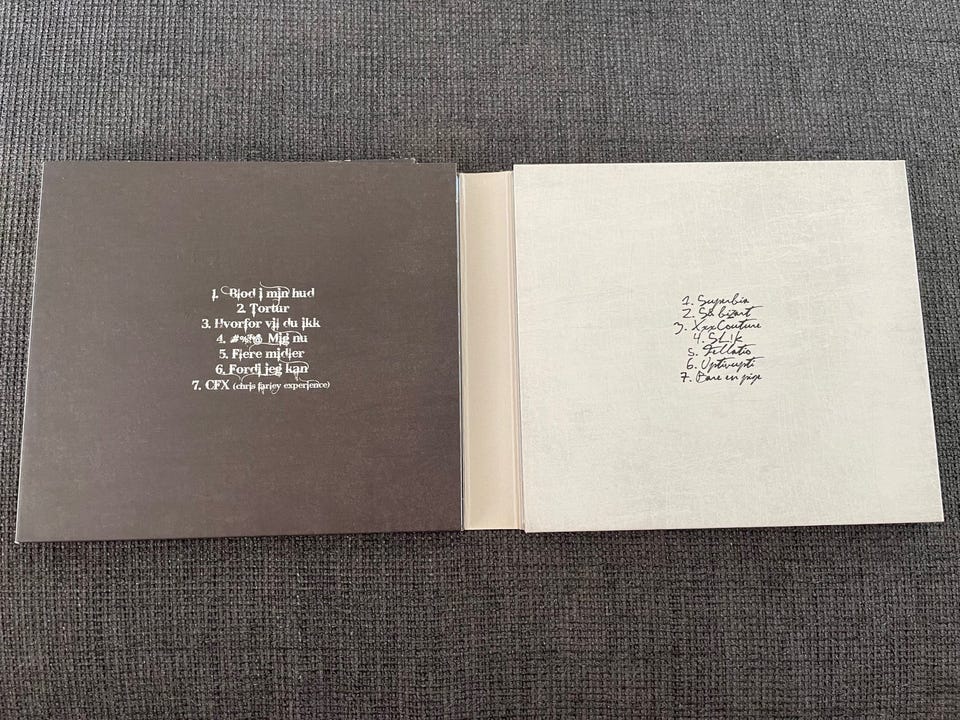 1. Blod i min hud
2. Tortur
3. Hvorfor vil du ikk
4. #%!@ Mig nu
5. Flere midler
6. Fordi jeg kan
7. CFX (chris farley experience)
1. Superbia
2. Så bizart
3. XxxCouture
4. SLik
5. Fellatio
6. Uptivupti
7. Bare en pige